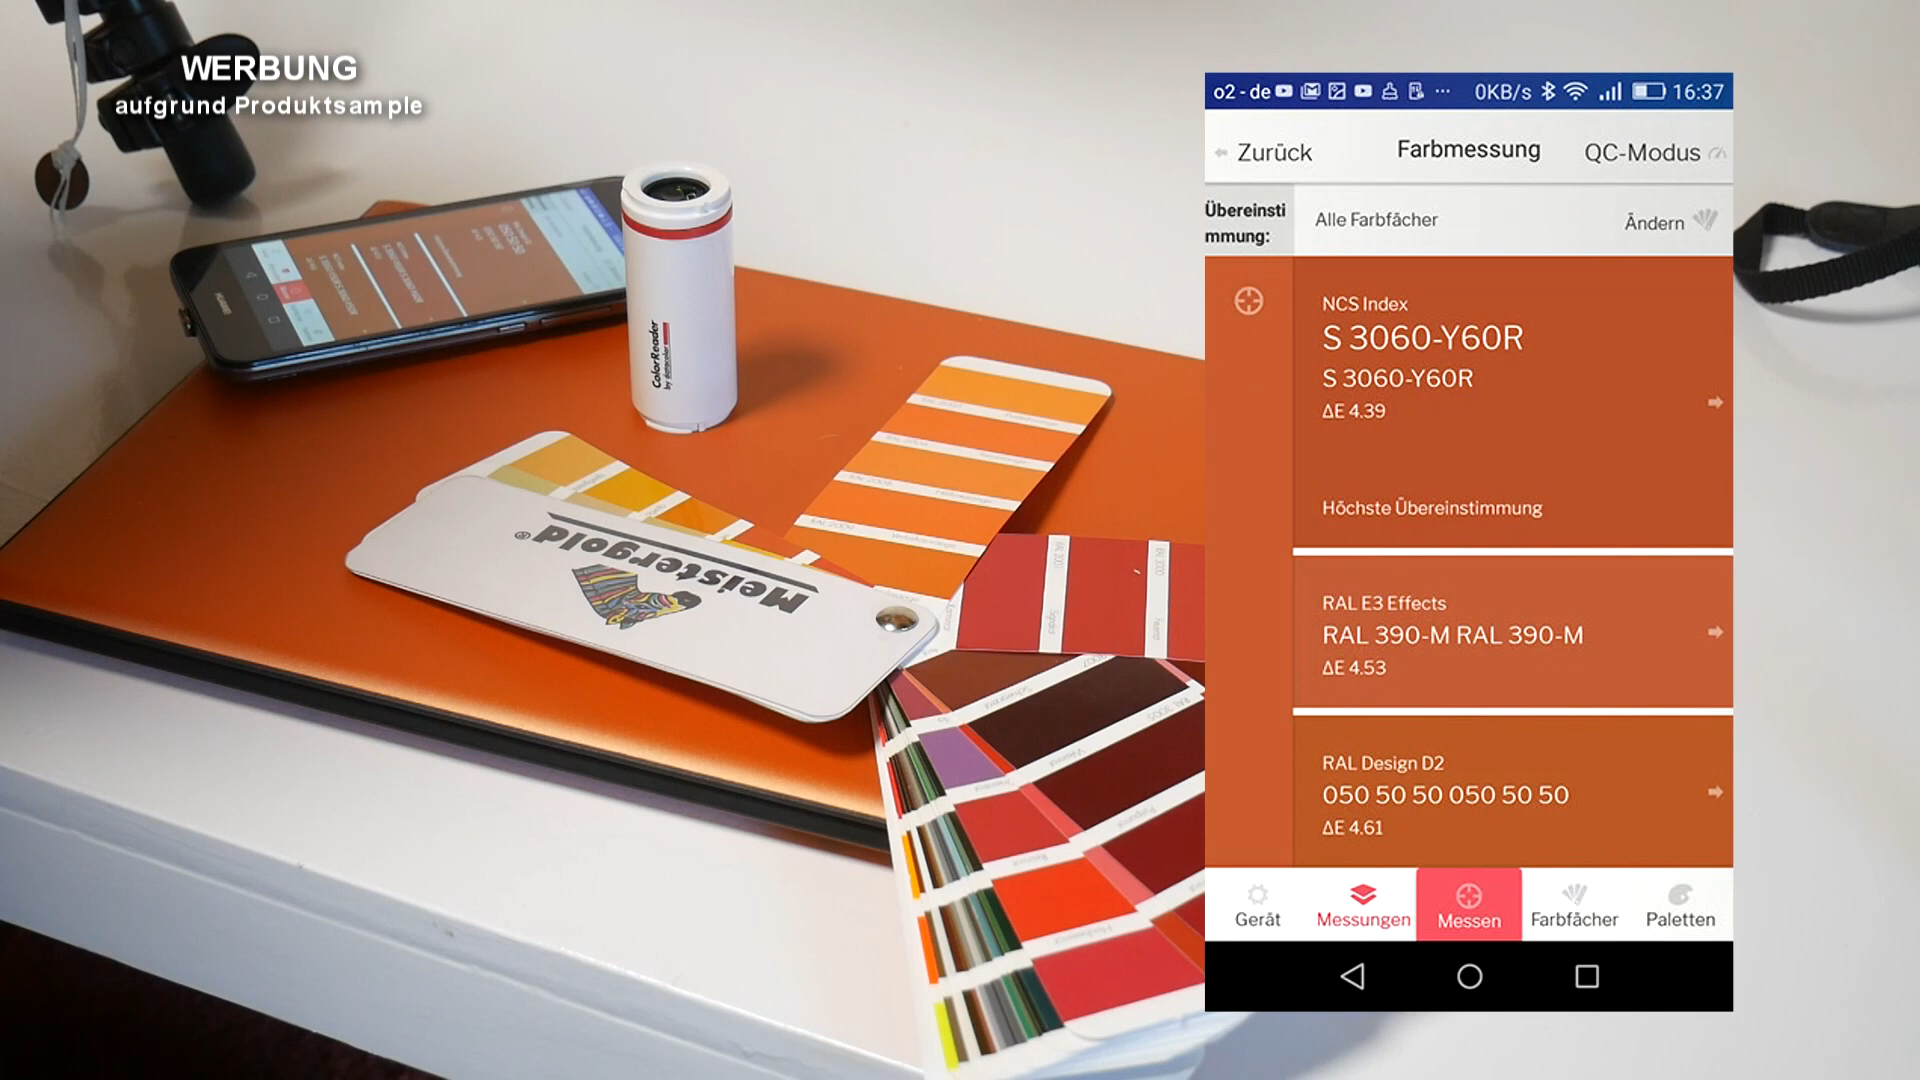 WERBUNG
aufgrund Produktsample
o2 - de
0KB/s
16:37
Zurück
Farbmessung
QC-Modus
Übereinsti
mmung:
Alle Farbfächer
Ändern
NCS Index
S 3060-Y60R
S 3060-Y60R
ΔE 4.39
Höchste Übereinstimmung
RAL E3 Effects
RAL 390-M RAL 390-M
ΔE 4.53
RAL Design D2
050 50 50 050 50 50
ΔE 4.61
Gerät
Messungen
Messen
Farbfächer
Paletten
ColorReader
by datacolor
Meistergold®
HUAWEI